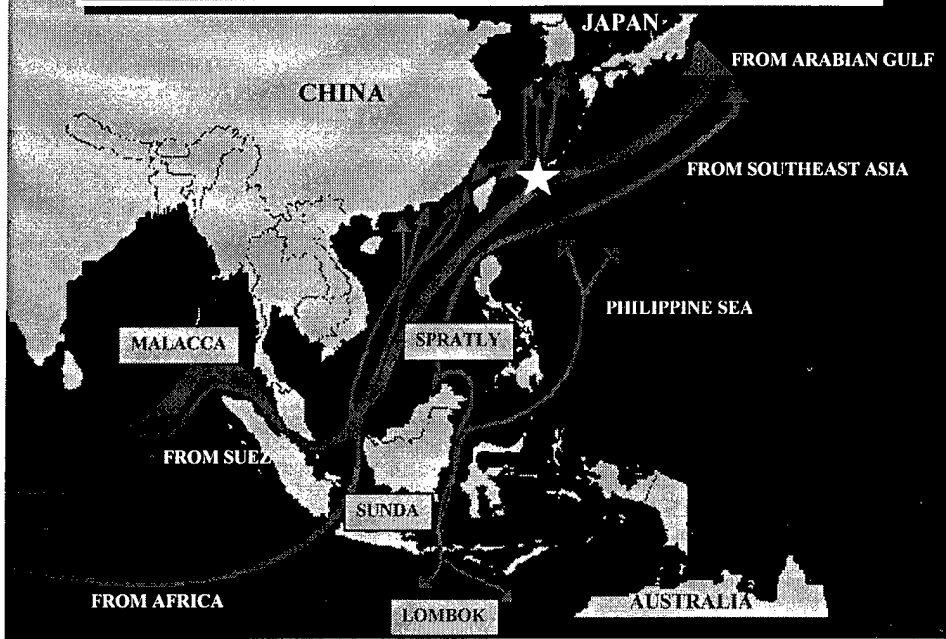 JAPAN
FROM ARABIAN GULF
CHINA
FROM SOUTHEAST ASIA
PHILIPPINE SEA
MALACCA
SPRATLY
FROM SUEZ
SUNDA
FROM AFRICA
LOMBOK
AUSTRALIA